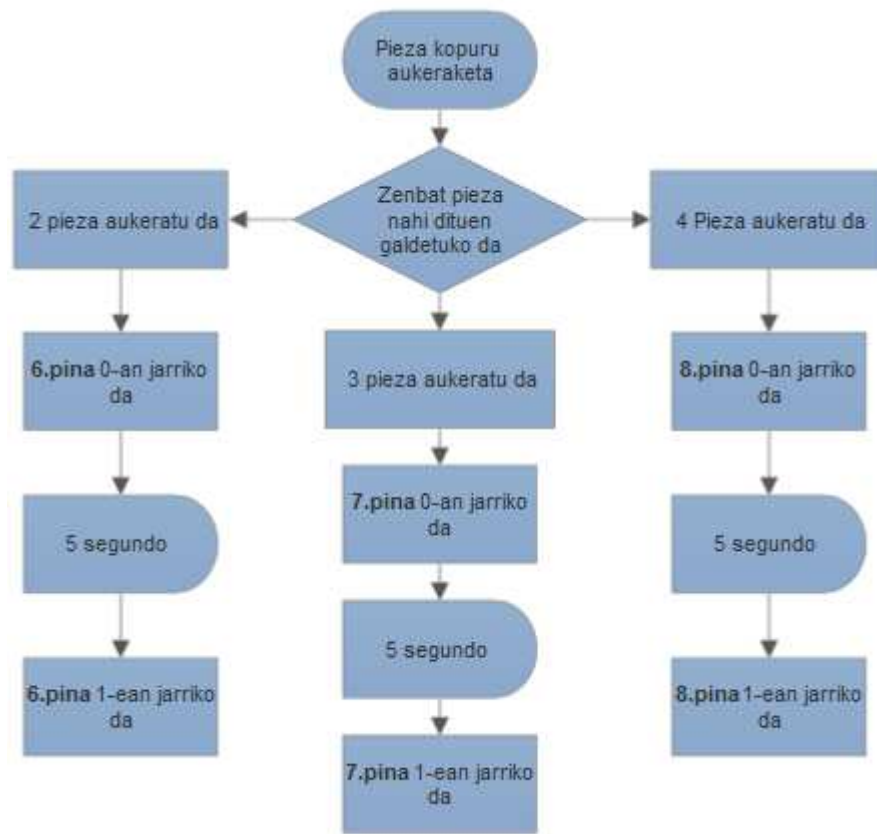 Pieza kopuru
aukeraketa
Zenbat pieza
nahi dituen
galdetuko da
2 pieza aukeratu da
6.pina 0-an jarriko
da
5 segundo
6.pina 1-ean jarriko
da
3 pieza aukeratu da
7.pina 0-an jarriko
da
5 segundo
7.pina 1-ean jarriko
da
4 Pieza aukeratu da
8.pina 0-an jarriko
da
5 segundo
8.pina 1-ean jarriko
da